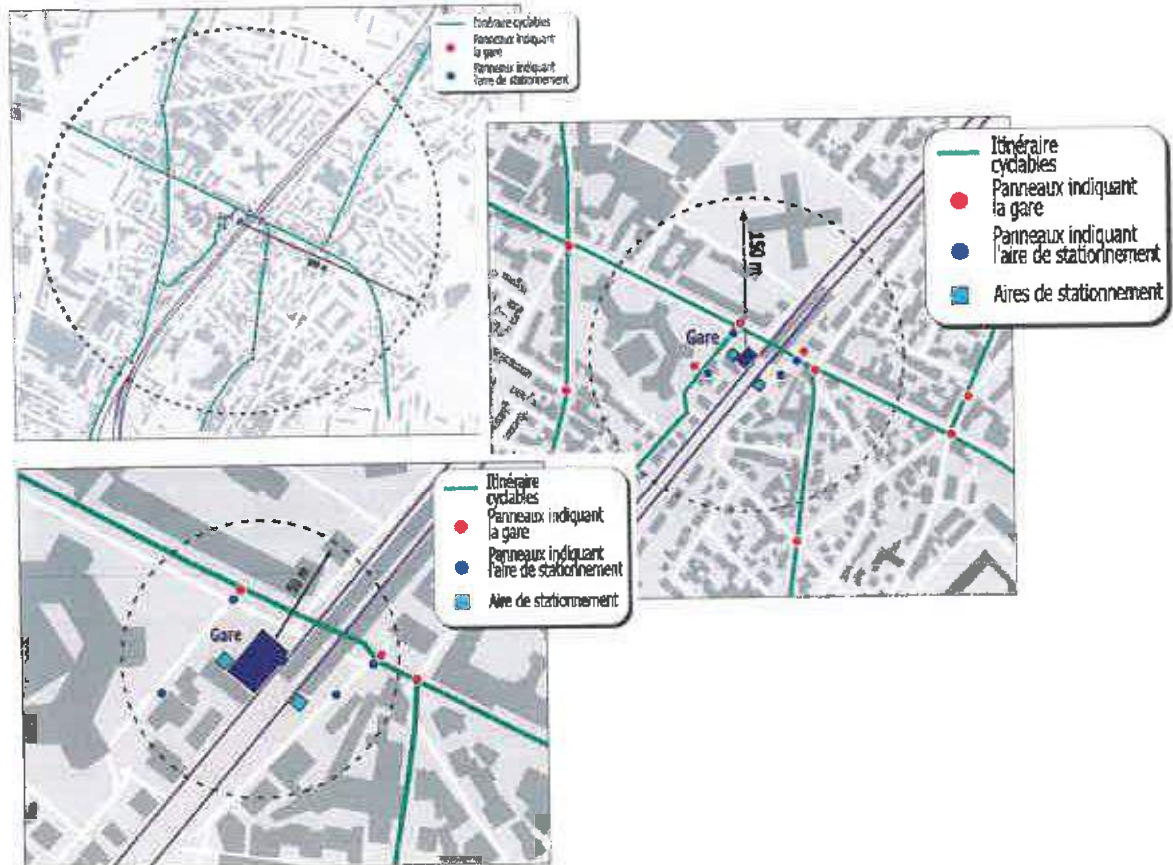 Itinéraire cyclables
Panneaux indiquant
la gare
Panneaux indiquant
l'aire de stationnement
Itinéraire
cyclables
Panneaux indiquant
la gare
Panneaux indiquant
l'aire de stationnement
Aires de stationnement
150 m
Gare
Itinéraire
cyclables
Panneaux indiquant
la gare
Panneaux indiquant
l'aire de stationnement
Aire de stationnement
Gare